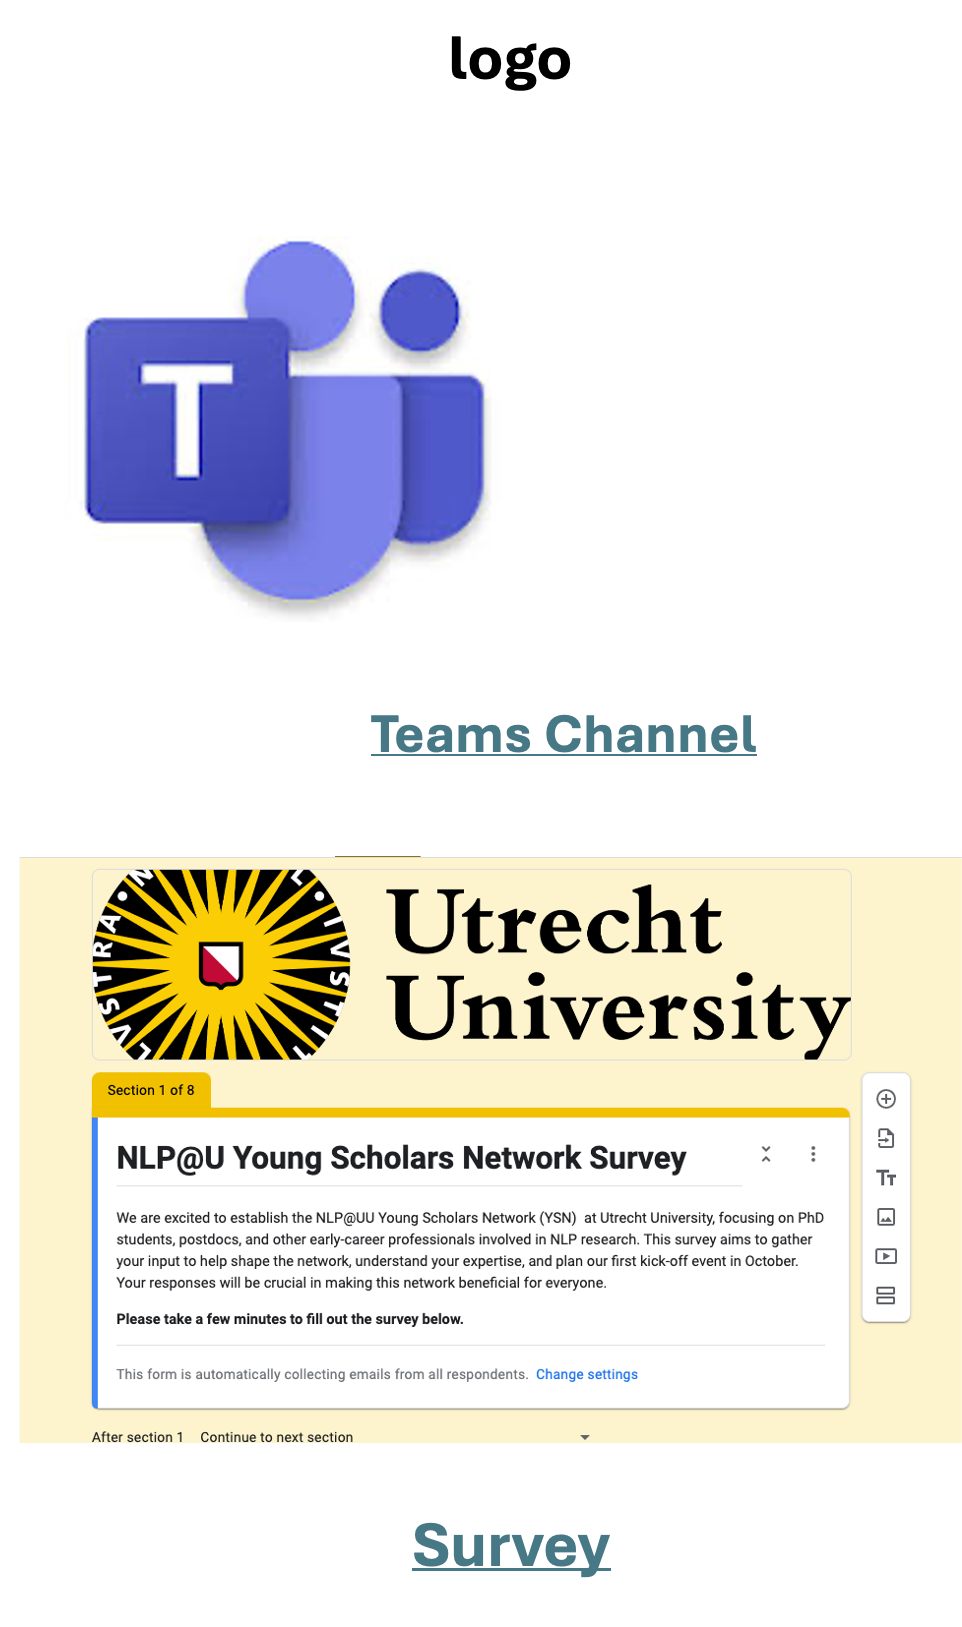 logo
T
Teams Channel
Utrecht
University
Section 1 of 8
NLP@U Young Scholars Network Survey
We are excited to establish the NLP@UU Young Scholars Network (YSN)  at Utrecht University, focusing on PhD
students, postdocs, and other early-career professionals involved in NLP research. This survey aims to gather
your input to help shape the network, understand your expertise, and plan our first kick-off event in October.
Your responses will be crucial in making this network beneficial for everyone.
Please take a few minutes to fill out the survey below.
This form is automatically collecting emails from all respondents. Change settings
After section 1 Continue to next section
Survey